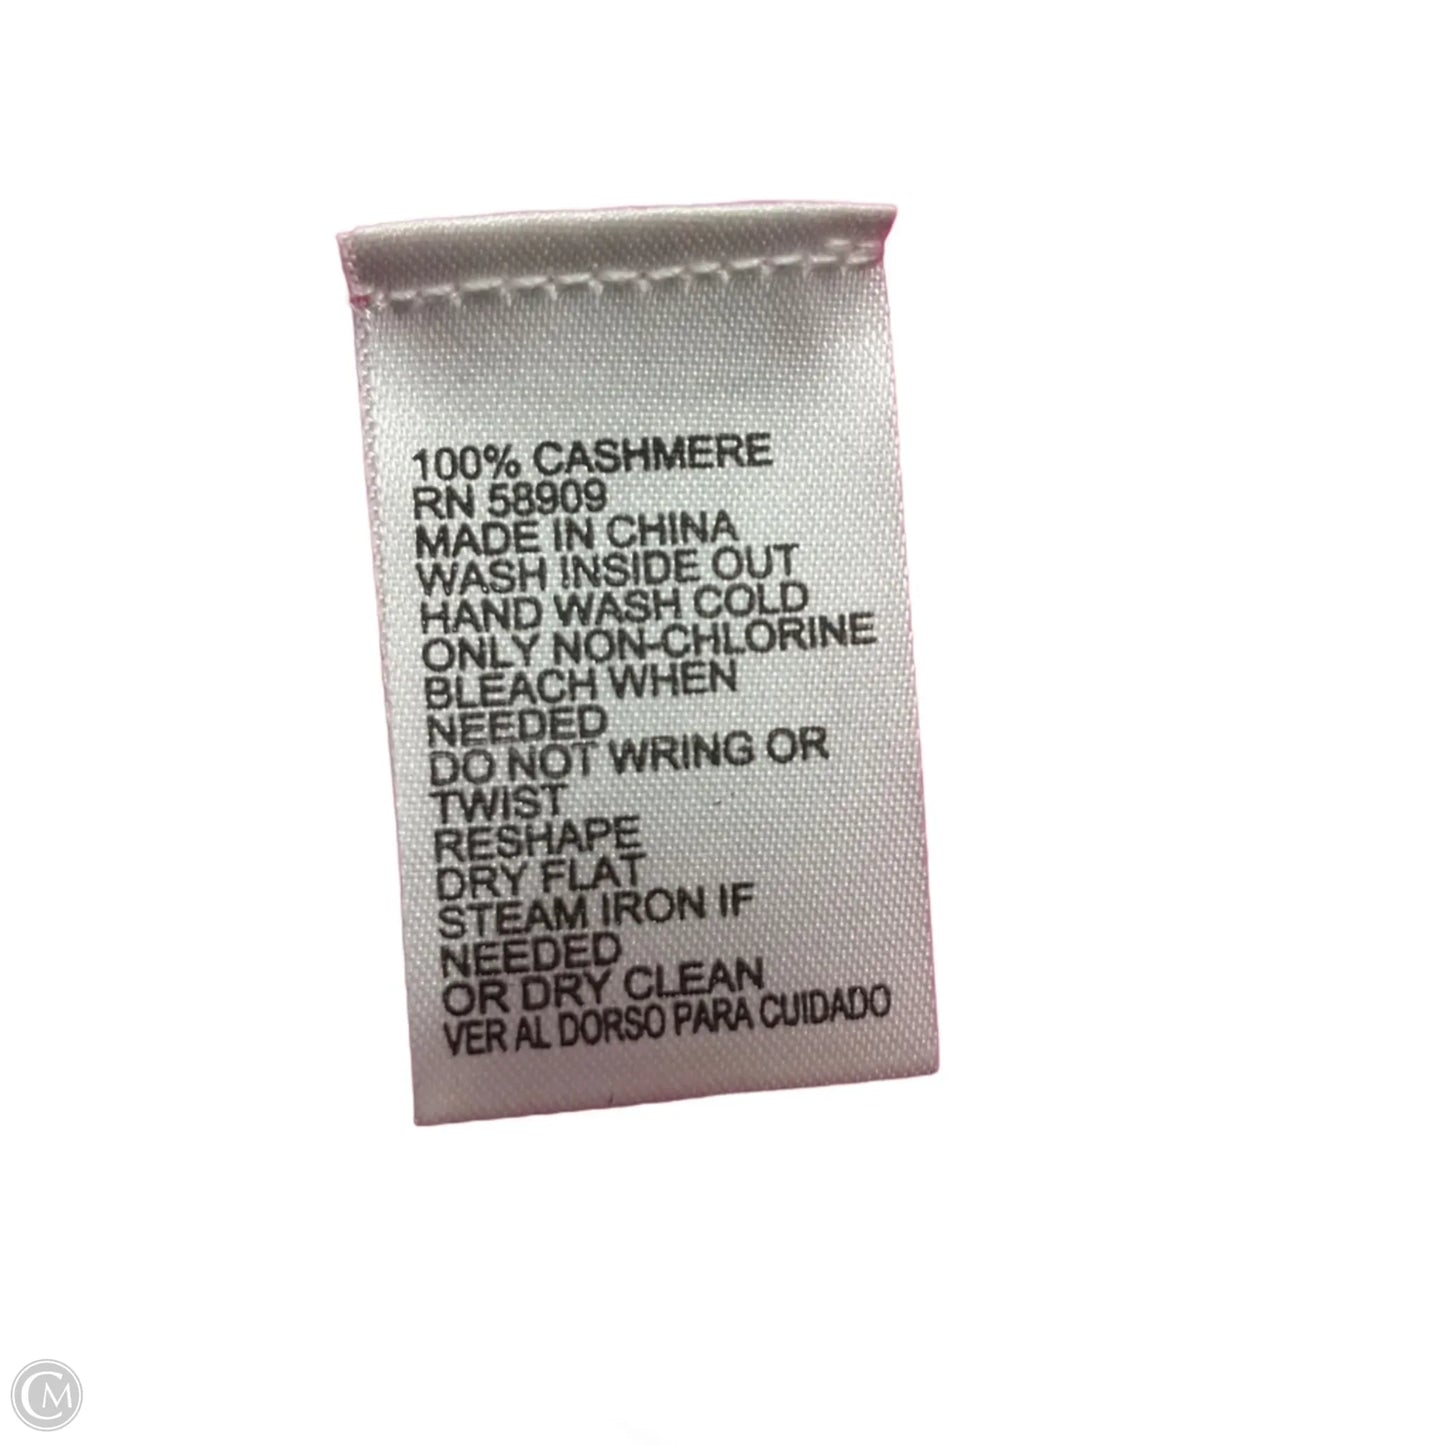 100% CASHMERE
RN 58909
MADE IN CHINA
WASH INSIDE OUT
HAND WASH COLD
ONLY NON-CHLORINE
BLEACH WHEN
NEEDED
DO NOT WRING OR
TWIST
RESHAPE
DRY FLAT
STEAM IRON IF
NEEDED
OR DRY CLEAN
VER AL DORSO PARA CUIDADO
CM